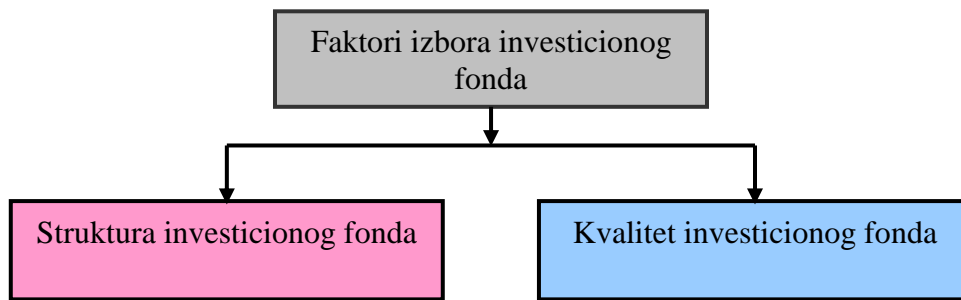 Faktori izbora investicionog
fonda
Struktura investicionog fonda
Kvalitet investicionog fonda